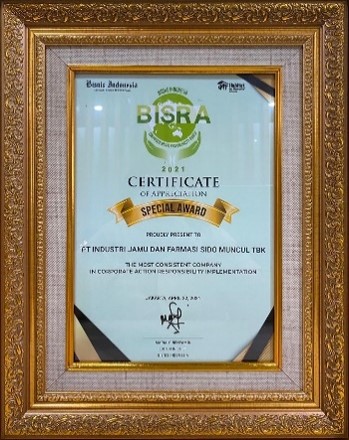 Bisnis Indonesia
BISRA
2021
CERTIFICATE
OF APPRECIATION
SPECIAL AWARD
PROUDLY PRESENT TO
PT INDUSTRI JAMU DAN FARMASI SIDO MUNCUL TBK
THE MOST CONSISTENT COMPANY
IN CORPORATE ACTION RESPONSIBILITY IMPLEMENTATION